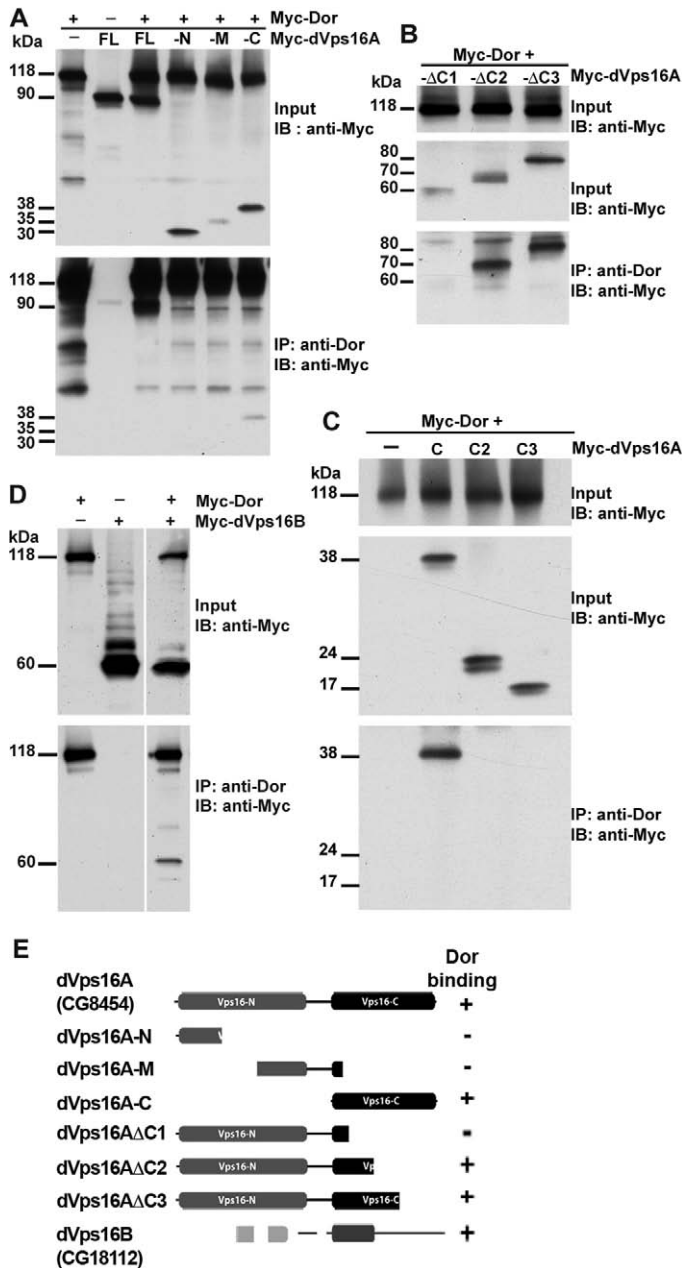 A
+ – + + + + Myc-Dor
– FL FL -N -M -C Myc-dVps16A
kDa
118
90
Input
IB : anti-Myc
38
35
30
118
90
IP: anti-Dor
IB: anti-Myc
38
35
30
B
Myc-Dor +
-ΔC1 -ΔC2 -ΔC3 Myc-dVps16A
kDa
118
Input
IB: anti-Myc
80
70
60
Input
IB: anti-Myc
80
70
60
IP: anti-Dor
IB: anti-Myc
C
Myc-Dor +
– C C2 C3 Myc-dVps16A
kDa
118
Input
IB: anti-Myc
38
24
17
Input
IB: anti-Myc
38
24
17
IP: anti-Dor
IB: anti-Myc
D
+ – + Myc-Dor
– + + Myc-dVps16B
kDa
118
60
Input
IB: anti-Myc
118
60
IP: anti-Dor
IB: anti-Myc
E
Dor
binding
dVps16A
(CG8454) Vps16-N Vps16-C +
dVps16A-N V -
dVps16A-M -
dVps16A-C Vps16-C +
dVps16AΔC1 Vps16-N -
dVps16AΔC2 Vps16-N Vp +
dVps16AΔC3 Vps16-N Vps16-C +
dVps16B +
(CG18112)